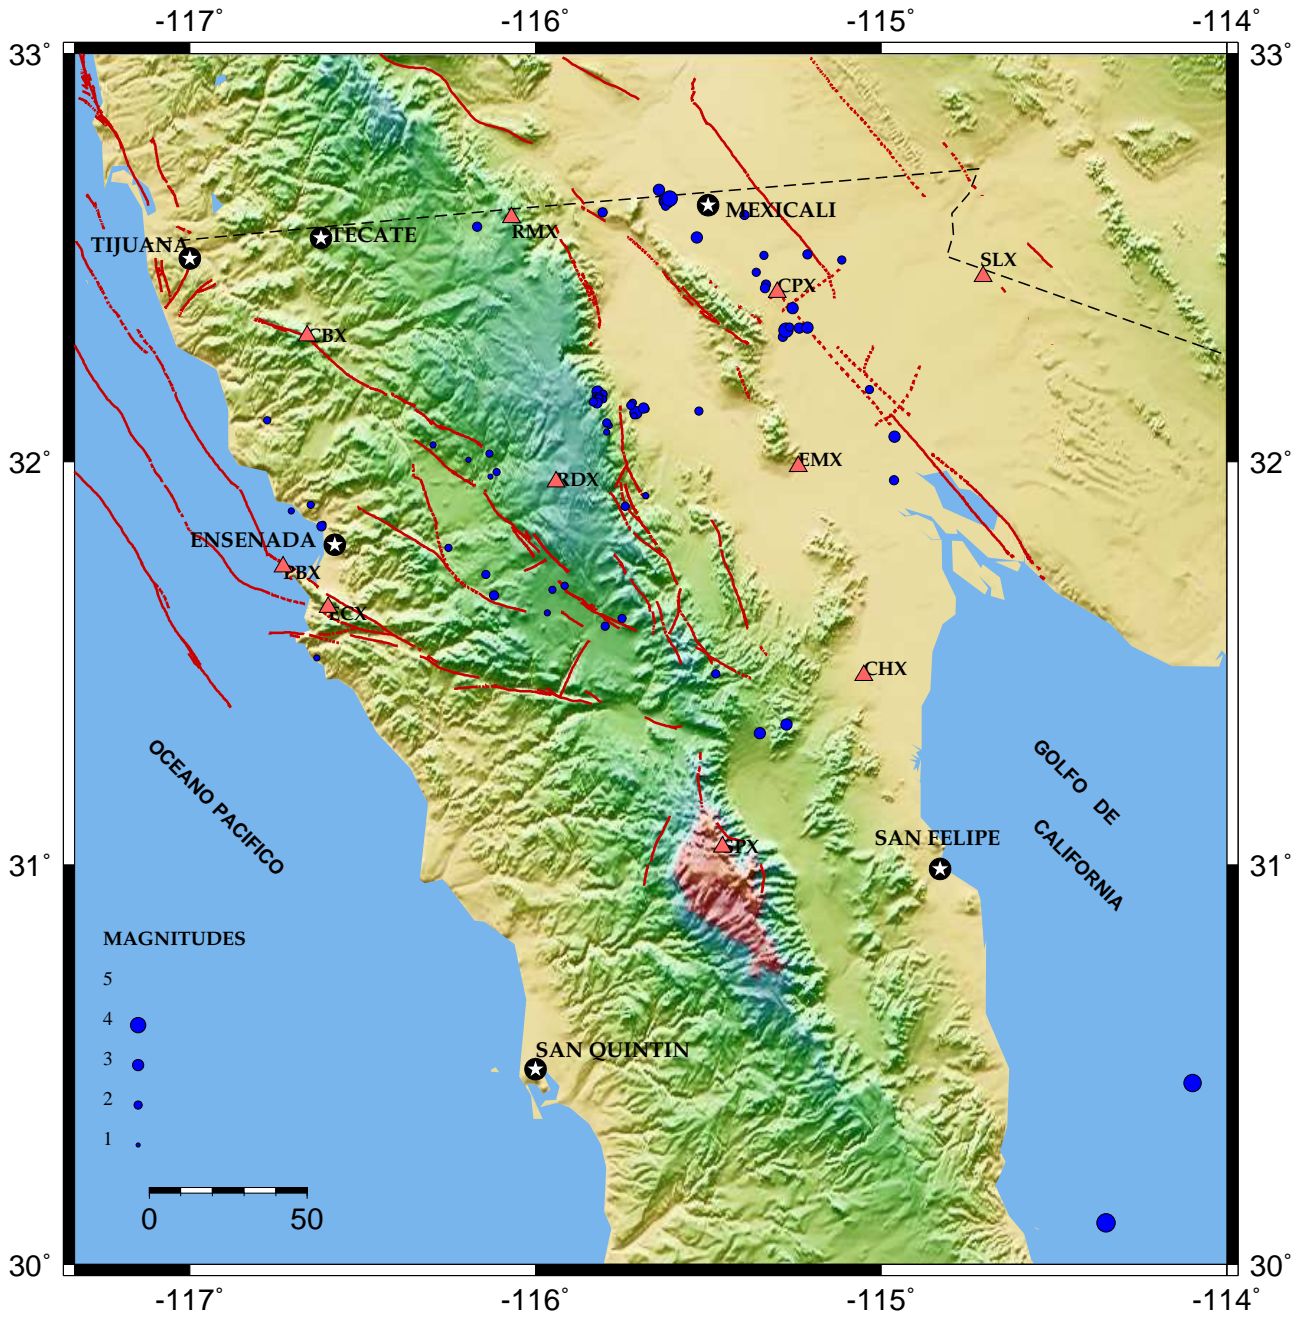 -117° -116° -115° -114°
33° 33°
MEXICALI
TECATE
RMX
TIJUANA
SLX
CPX
CBX
32° 32°
EMX
RDX
ENSENADA
PBX
ECX
CHX
OCEANO PACIFICO
GOLFO DE
CALIFORNIA
SAN FELIPE
SPX
31° 31°
MAGNITUDES
5
4
3
2
1
SAN QUINTIN
0 50
30° 30°
-117° -116° -115° -114°